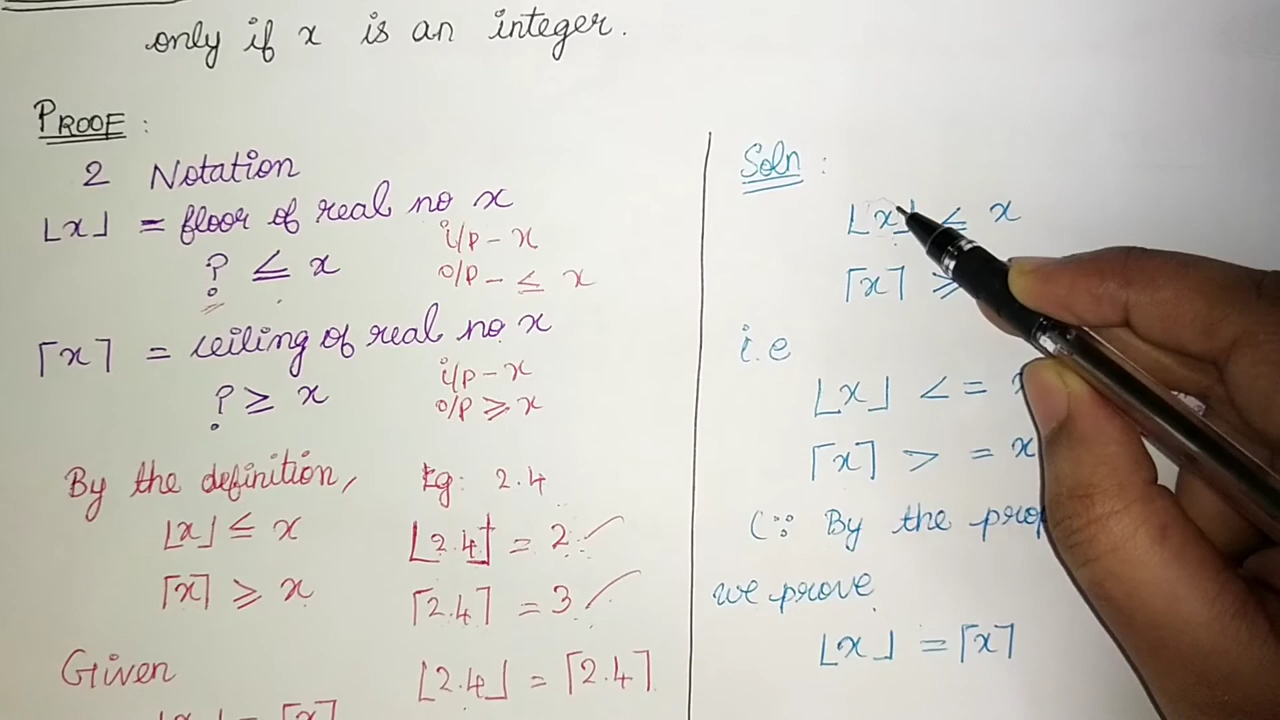 only if x is an integer.
PROOF :
2 Notation
⌊x⌋ = floor of real no x
? ≤ x
i/p - x
o/p - ≤ x
⌈x⌉ = ceiling of real no x
? ≥ x
i/p - x
o/p ≥ x
By the definition,
⌊x⌋ ≤ x
⌈x⌉ ≥ x
Eg: 2.4
⌊2.4⌋ = 2
⌈2.4⌉ = 3
Given
⌊2.4⌋ = ⌈2.4⌉
⌊x⌋ = ⌈x⌉
Soln :
⌊x⌋ ≤ x
⌈x⌉ ≥
i.e
⌊x⌋ < =
⌈x⌉ > = x
(∵ By the prop
we prove
⌊x⌋ = ⌈x⌉